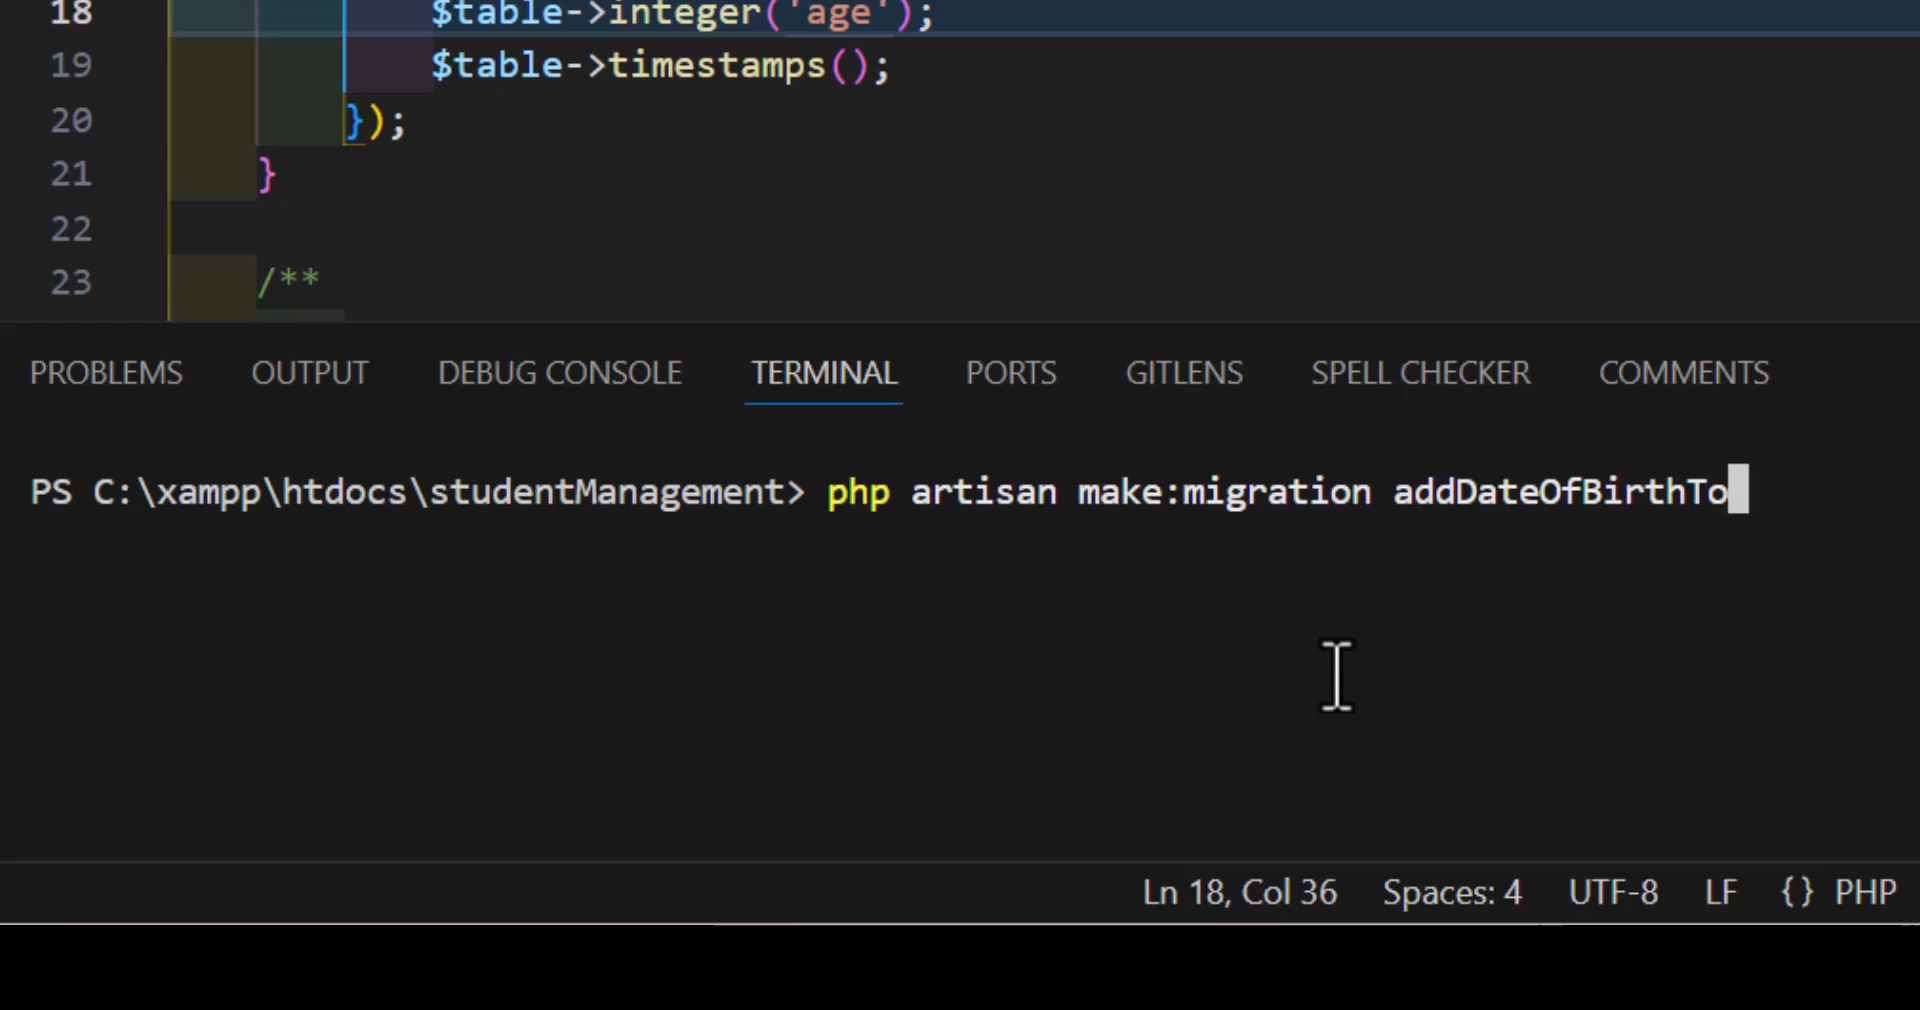 18 $table->integer('age');
19 $table->timestamps();
20 });
21 }
22
23 /**
PROBLEMS OUTPUT DEBUG CONSOLE TERMINAL PORTS GITLENS SPELL CHECKER COMMENTS
PS C:\xampp\htdocs\studentManagement> php artisan make:migration addDateOfBirthTo
Ln 18, Col 36 Spaces: 4 UTF-8 LF {} PHP